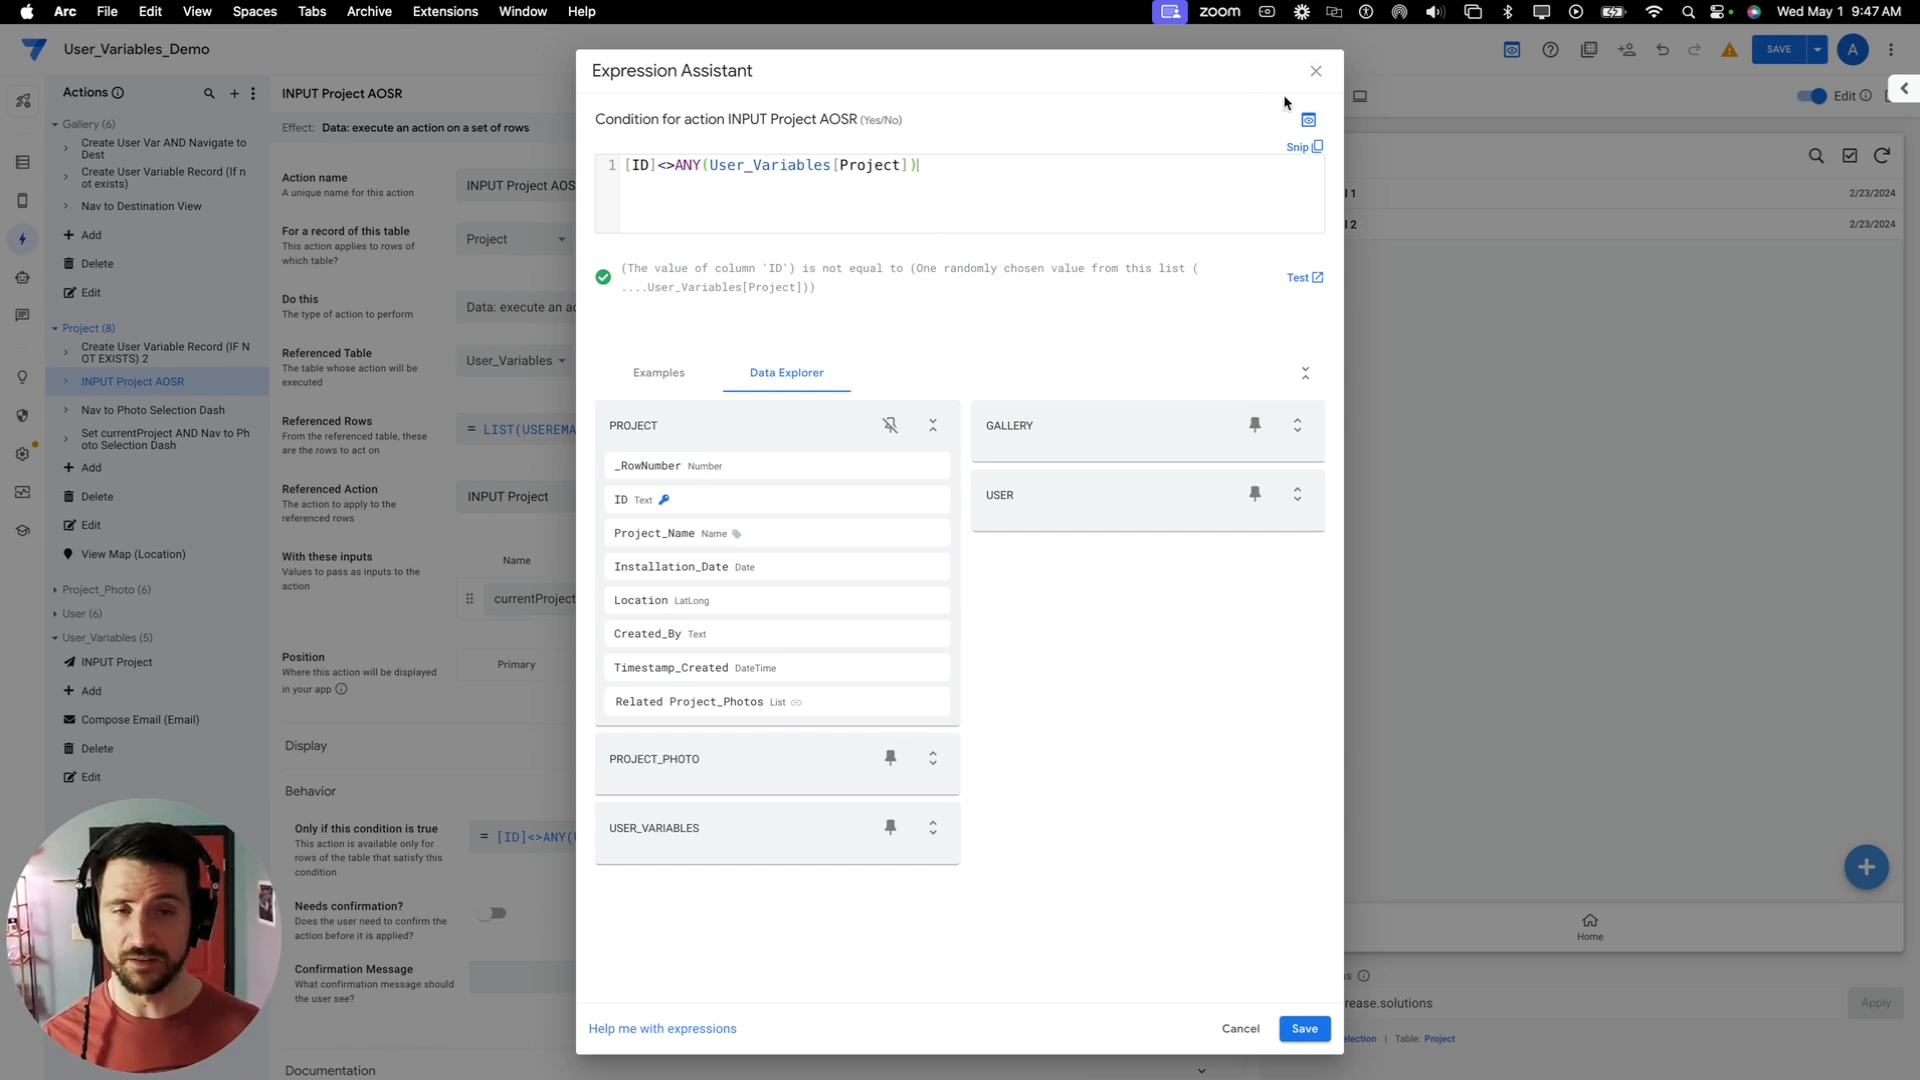 Arc File Edit View Spaces Tabs Archive Extensions Window Help zoom Wed May 1 9:47 AM
User_Variables_Demo SAVE A
Actions
Gallery (6)
Create User Var AND Navigate to
Dest
Create User Variable Record (If n
ot exists)
Nav to Destination View
Add
Delete
Edit
Project (8)
Create User Variable Record (IF N
OT EXISTS) 2
INPUT Project AOSR
Nav to Photo Selection Dash
Set currentProject AND Nav to Ph
oto Selection Dash
Add
Delete
Edit
View Map (Location)
Project_Photo (6)
User (6)
User_Variables (5)
INPUT Project
Add
Compose Email (Email)
Delete
Edit
INPUT Project AOSR
Effect: Data: execute an action on a set of rows
Action name
A unique name for this action
INPUT Project AOS
For a record of this table
This action applies to rows of
which table?
Project
Do this
The type of action to perform
Data: execute an ac
Referenced Table
The table whose action will be
executed
User_Variables
Referenced Rows
From the referenced table, these
are the rows to act on
= LIST(USEREMA
Referenced Action
The action to apply to the
referenced rows
INPUT Project
With these inputs
Values to pass as inputs to the
action
Name
currentProject
Position
Where this action will be displayed
in your app
Primary
Display
Behavior
Only if this condition is true
This action is available only for
rows of the table that satisfy this
condition
= [ID]<>ANY(U
Needs confirmation?
Does the user need to confirm the
action before it is applied?
Confirmation Message
What confirmation message should
the user see?
Documentation
Expression Assistant
Condition for action INPUT Project AOSR (Yes/No)
Snip
1 [ID]<>ANY(User_Variables[Project])
(The value of column 'ID') is not equal to (One randomly chosen value from this list (
....User_Variables[Project]))
Test
Examples Data Explorer
PROJECT
_RowNumber Number
ID Text
Project_Name Name
Installation_Date Date
Location LatLong
Created_By Text
Timestamp_Created DateTime
Related Project_Photos List
PROJECT_PHOTO
USER_VARIABLES
GALLERY
USER
Help me with expressions Cancel Save
Edit
l 1 2/23/2024
l 2 2/23/2024
Home
rease.solutions Apply
Table: Project